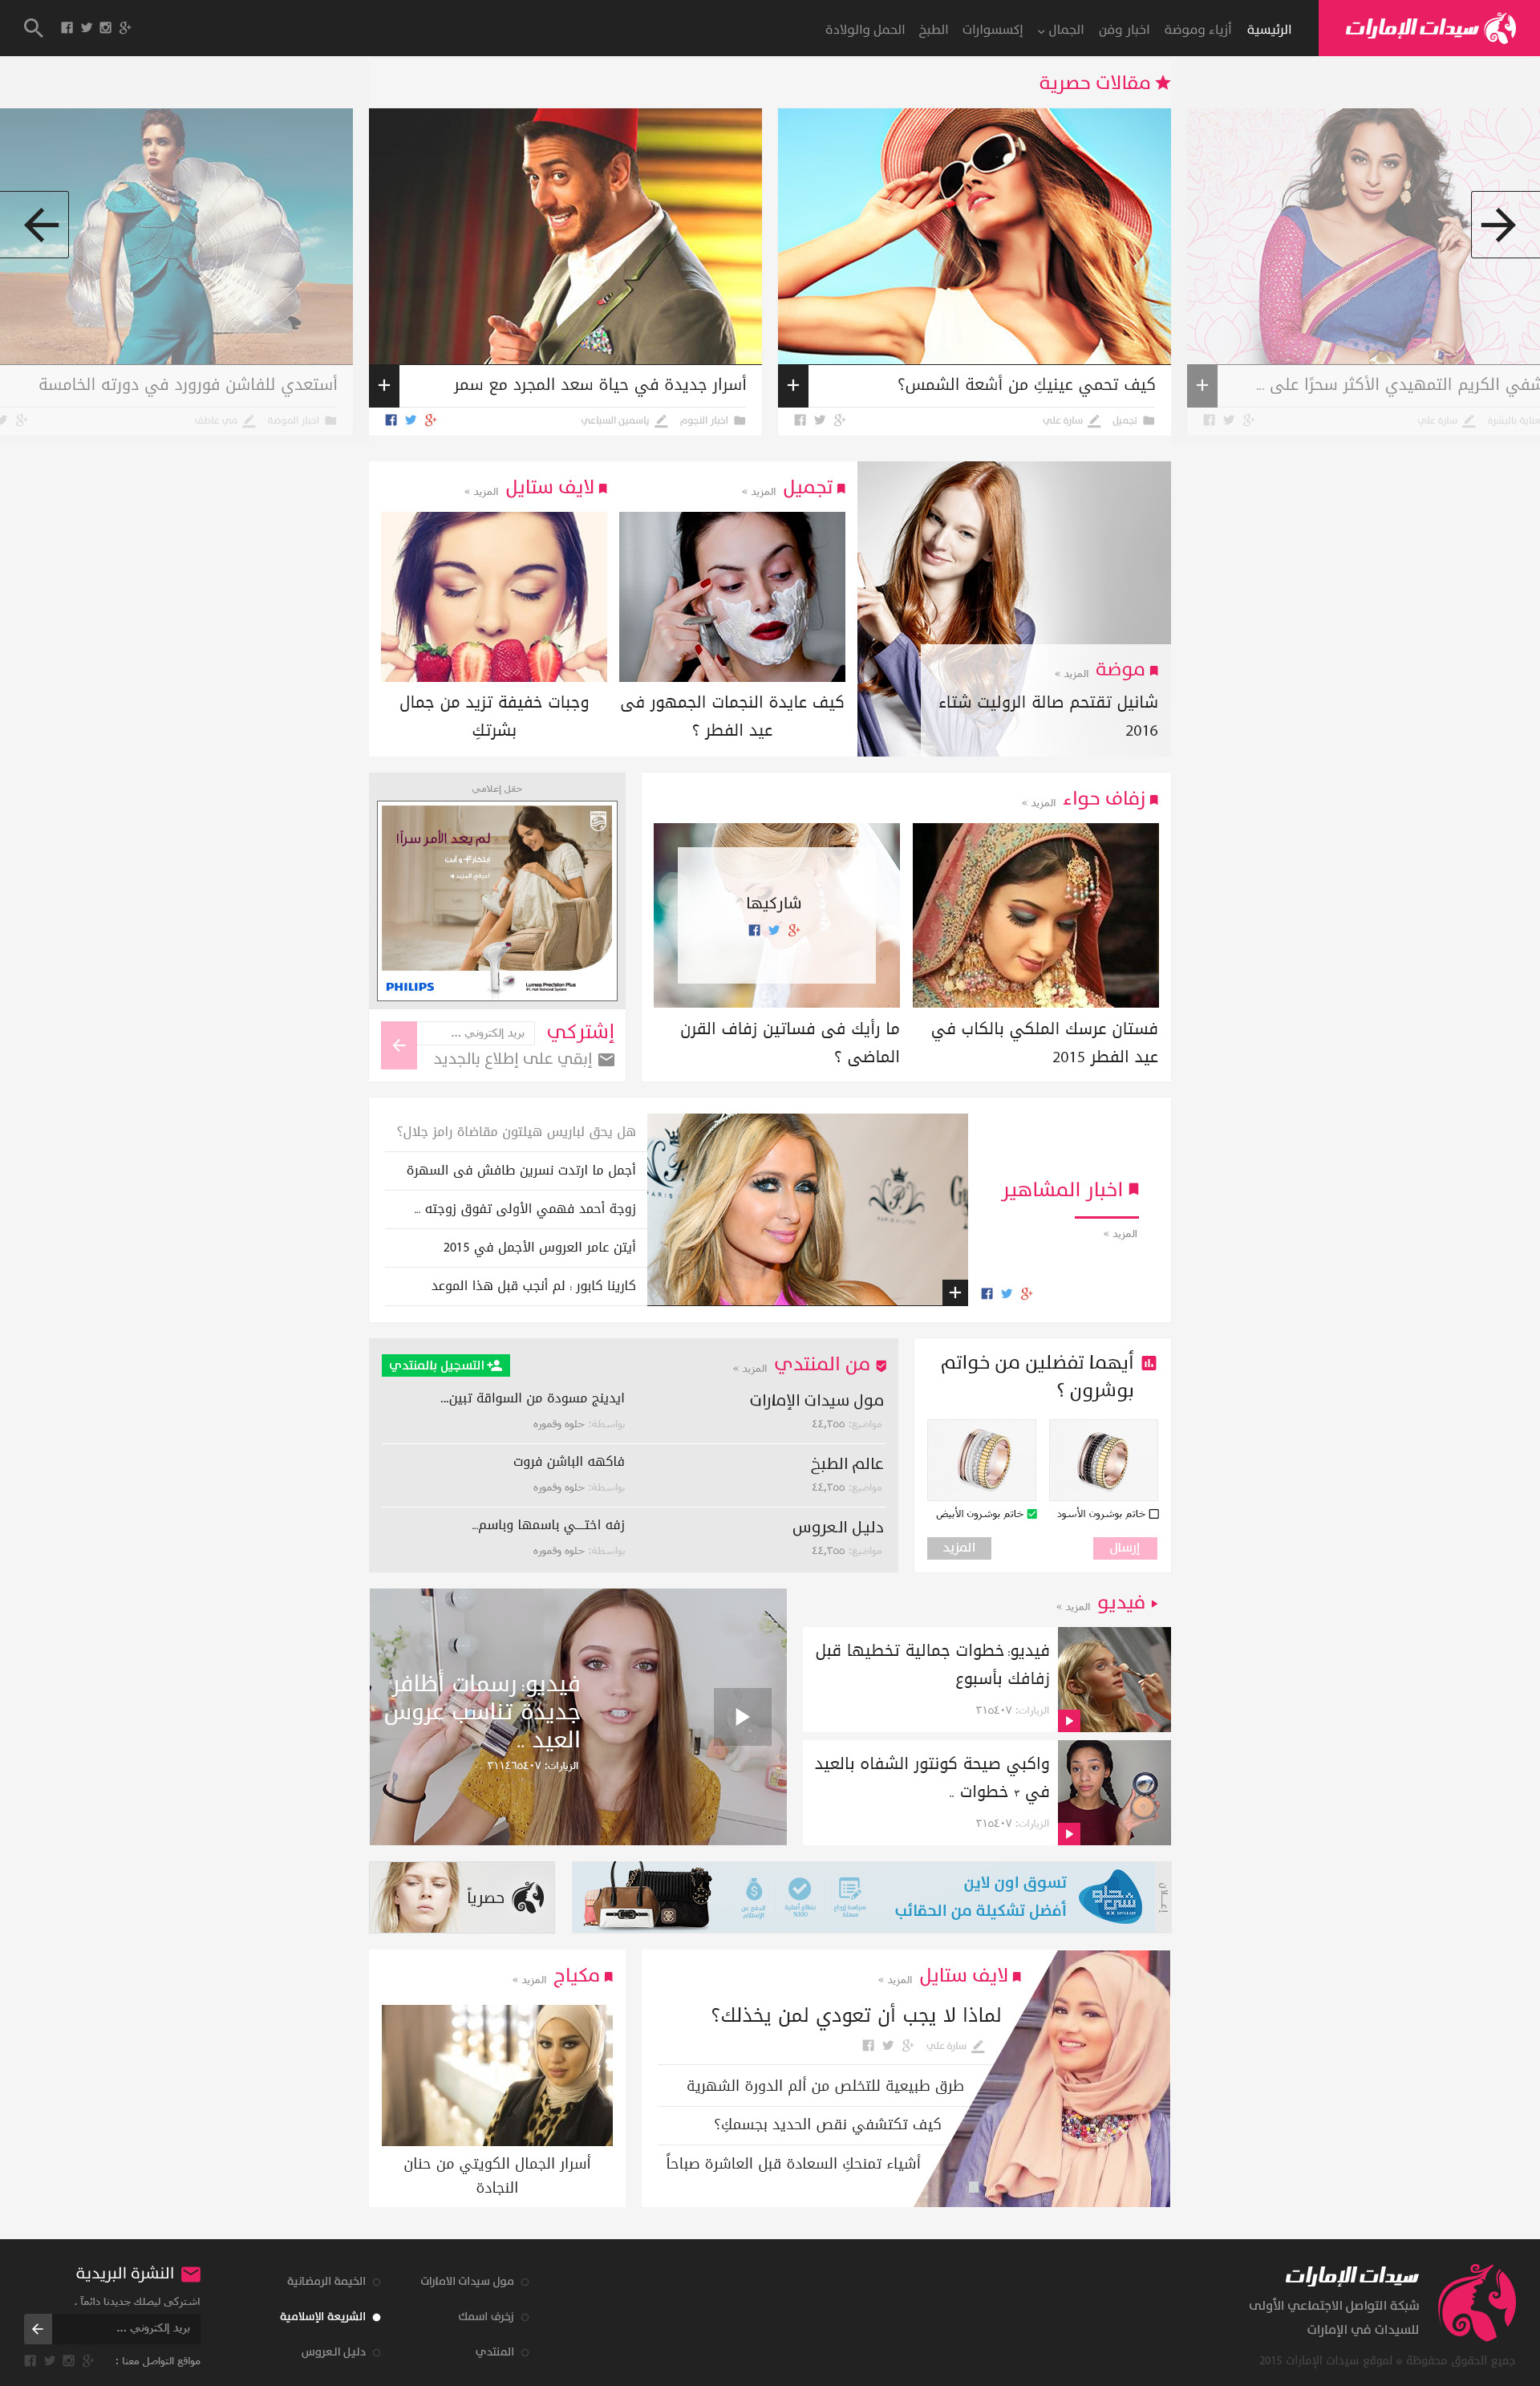 سيدات الإمارات
الرئيسية
أزياء وموضة
اخبار وفن
الجمال
إكسسوارات
الطبخ
الحمل والولادة
مقالات حصرية
شفي الكريم التمهيدي الأكثر سحرًا على ...
سارة علي
كيف تحمي عينيكِ من أشعة الشمس؟
تجميل
سارة علي
أسرار جديدة في حياة سعد المجرد مع سمر
اخبار النجوم
ياسمين السباعي
أستعدي للفاشن فورورد في دورته الخامسة
اخبار الموضة
مي عاطف
موضة
المزيد »
شانيل تقتحم صالة الروليت شتاء
2016
تجميل
المزيد »
كيف عايدة النجمات الجمهور فى
عيد الفطر ؟
لايف ستايل
المزيد »
وجبات خفيفة تزيد من جمال
بشرتكِ
زفاف حواء
المزيد »
فستان عرسك الملكي بالكاب في
عيد الفطر 2015
شاركيها
ما رأيك فى فساتين زفاف القرن
الماضى ؟
حقل إعلامى
لم يعد الأمر سراً!
ابتكار+ و أنت
اعرفي المزيد
PHILIPS
Lumea Precision Plus
إشتركي
بريد إلكتروني ...
إبقي على إطلاع بالجديد
اخبار المشاهير
المزيد »
هل يحق لباريس هيلتون مقاضاة رامز جلال؟
أجمل ما ارتدت نسرين طافش فى السهرة
زوجة أحمد فهمي الأولى تفوق زوجته ...
أيتن عامر العروس الأجمل في 2015
كارينا كابور : لم أنجب قبل هذا الموعد
أيهما تفضلين من خواتم
بوشرون ؟
خاتم بوشرون الأسود
خاتم بوشرون الأبيض
إرسال
المزيد
من المنتدي
المزيد »
التسجيل بالمنتدي
مول سيدات الإمارات
مواضيع: ٤٤,٣٥٥
ايدينج مسودة من السواقة تبين...
بواسطة: حلوه وقموره
عالم الطبخ
مواضيع: ٤٤,٣٥٥
فاكهه الباشن فروت
بواسطة: حلوه وقموره
دليل العروس
مواضيع: ٤٤,٣٥٥
زفه اختـــي باسمها وباسم...
بواسطة: حلوه وقموره
فيديو
المزيد »
فيديو: خطوات جمالية تخطيها قبل
زفافك بأسبوع
الزيارات: ٣١٥٤٠٧
واكبي صيحة كونتور الشفاه بالعيد
في ٣ خطوات ..
الزيارات: ٣١٥٤٠٧
فيديو: رسمات أظافر
جديدة تناسب عروس
العيد ..
الزيارات: ٣١١٤٦٥٤٠٧
إعــــلان
تسوق اون لاين
أفضل تشكيلة من الحقائب
حصرياً
لايف ستايل
المزيد »
لماذا لا يجب أن تعودي لمن يخذلك؟
سارة علي
طرق طبيعية للتخلص من ألم الدورة الشهرية
كيف تكتشفي نقص الحديد بجسمكِ؟
أشياء تمنحكِ السعادة قبل العاشرة صباحاً
مكياج
المزيد »
أسرار الجمال الكويتي من حنان
النجادة
سيدات الإمارات
شبكة التواصل الاجتماعي الأولى
للسيدات في الإمارات
جميع الحقوق محفوظة © لموقع سيدات الإمارات 2015
مول سيدات الامارات
زخرف اسمك
المنتدي
الخيمة الرمضانية
الشريعة الإسلامية
دليل العروس
النشرة البريدية
اشتركى ليصلك جديدنا دائماً .
بريد إلكتروني ...
مواقع التواصل معنا :